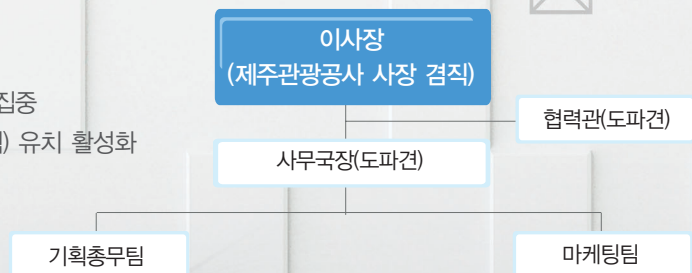 이사장
(제주관광공사 사장 겸직)
집중
협력관(도파견)
) 유치 활성화
사무국장(도파견)
기획총무팀
마케팅팀